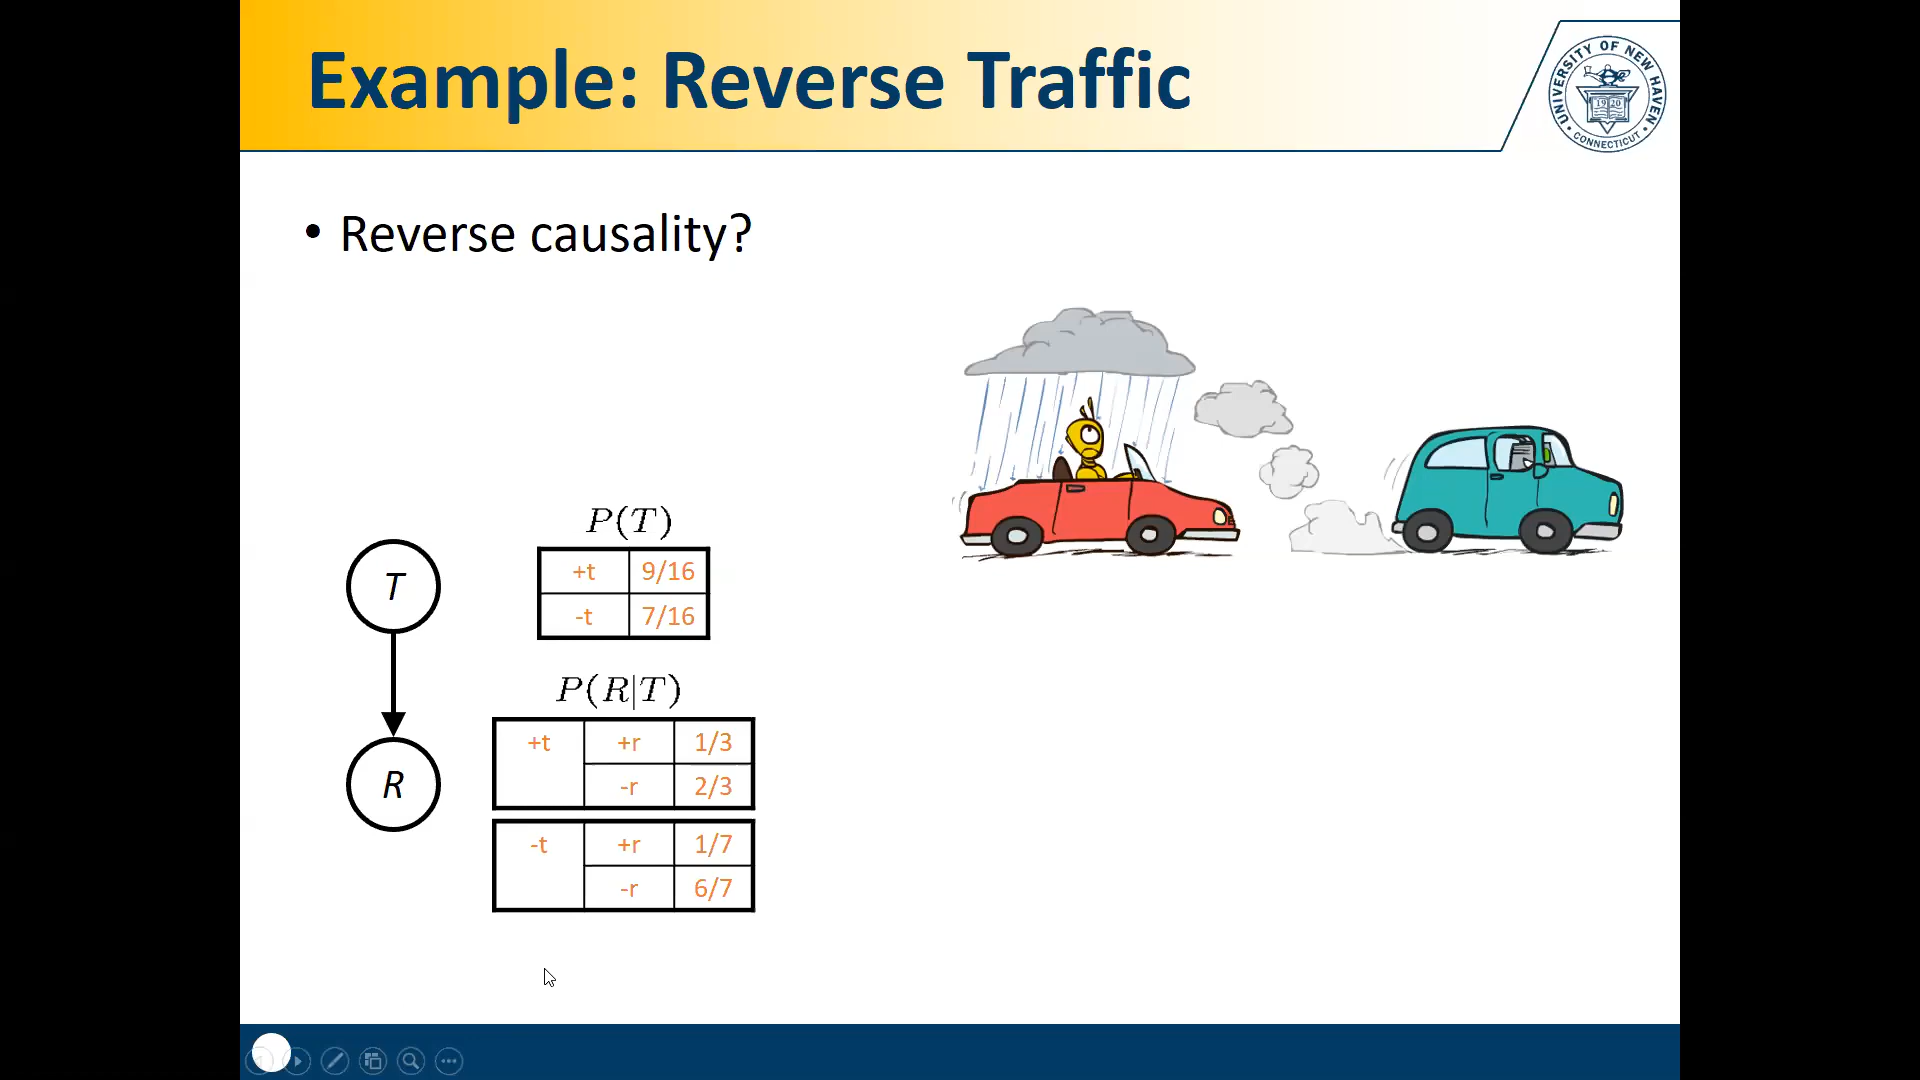 Example: Reverse Traffic
UNIVERSITY OF NEW HAVEN
1920
CONNECTICUT
• Reverse causality?
P(T)
+t 9/16
-t 7/16
T
P(R|T)
+t +r 1/3
-r 2/3
R
-t +r 1/7
-r 6/7